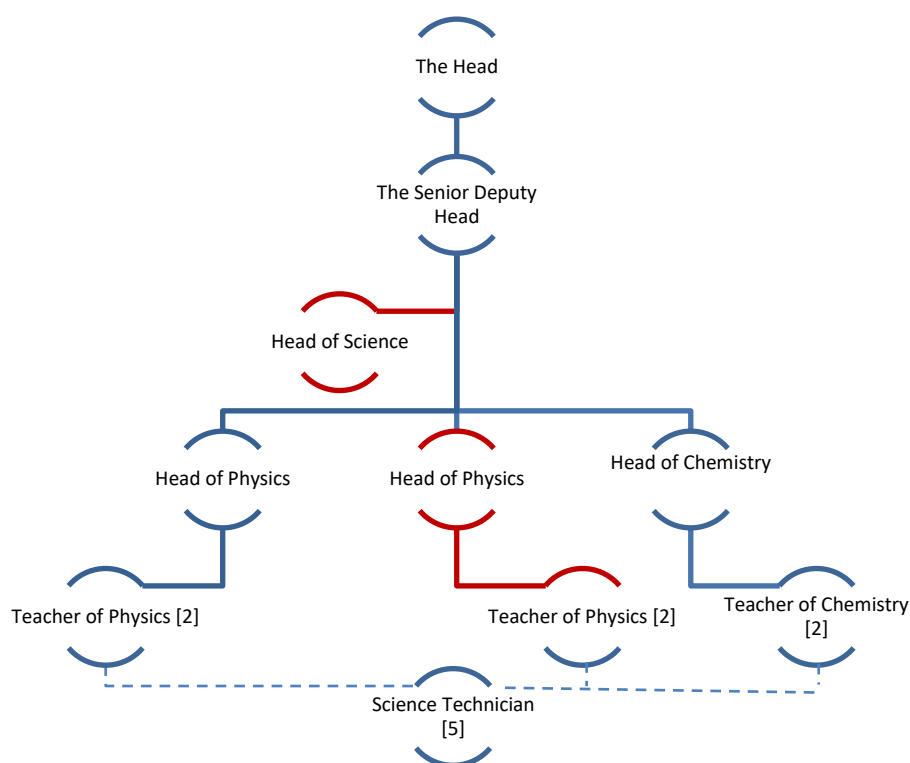 The Head
The Senior Deputy
Head
Head of Science
Head of Physics
Head of Physics
Head of Chemistry
Teacher of Physics [2]
Teacher of Physics [2]
Teacher of Chemistry
[2]
Science Technician
[5]